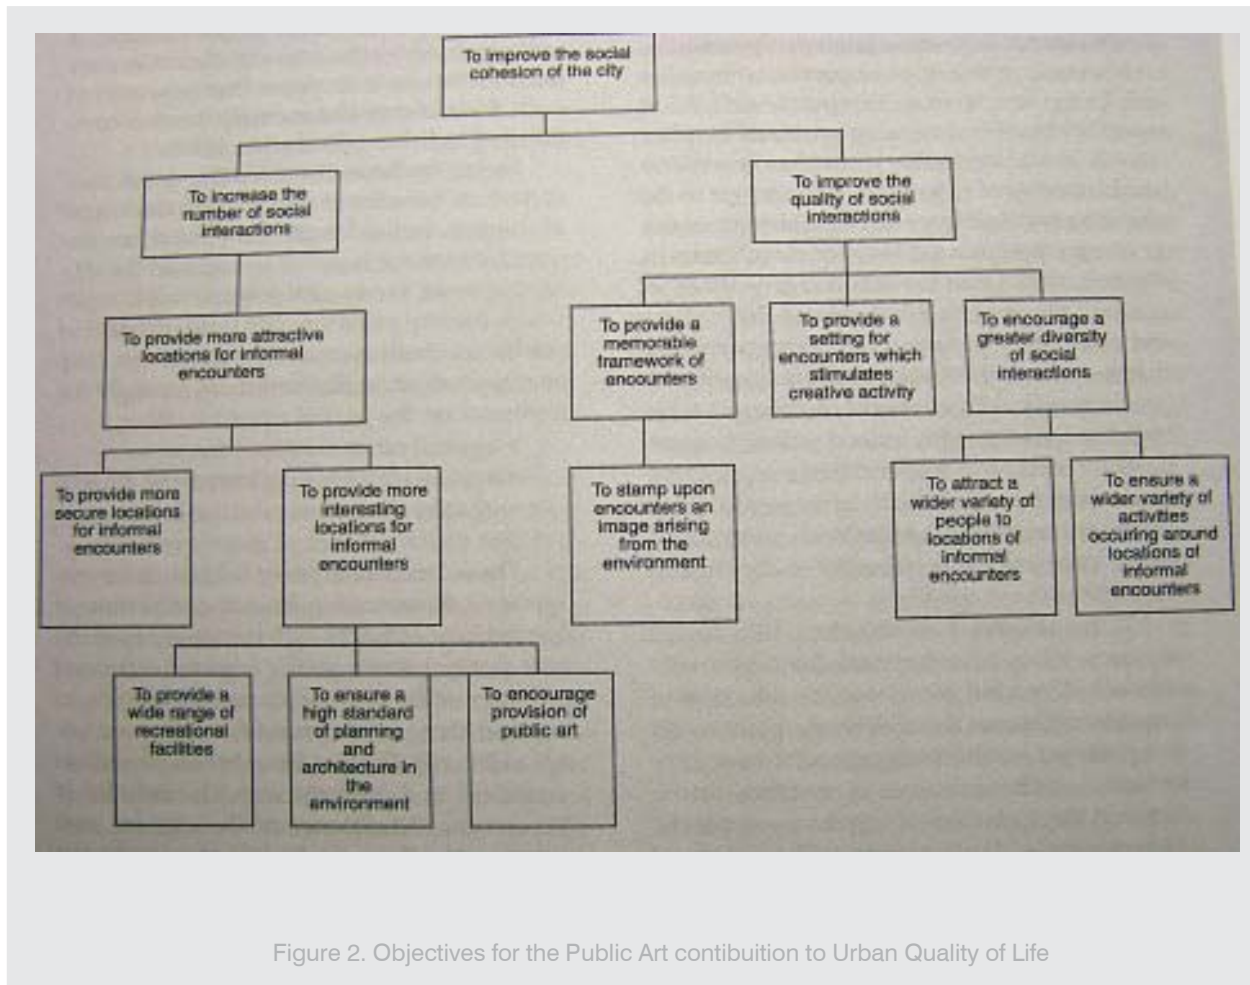 To improve the social
cohesion of the city
To increase the
number of social
interactions
To improve the
quality of social
interactions
To provide more attractive
locations for informal
encounters
To provide a
memorable
framework of
encounters
To provide a
setting for
encounters which
stimulates
creative activity
To encourage a
greater diversity
of social
interactions
To provide more
secure locations
for informal
encounters
To provide more
interesting
locations for
informal
encounters
To stamp upon
encounters an
image arising
from the
environment
To attract a
wider variety of
people to
locations of
informal
encounters
To ensure a
wider variety of
activities
occuring around
locations of
informal
encounters
To provide a
wide range of
recreational
facilities
To ensure a
high standard
of planning
and
architecture in
the
environment
To encourage
provision of
public art
Figure 2. Objectives for the Public Art contibuition to Urban Quality of Life